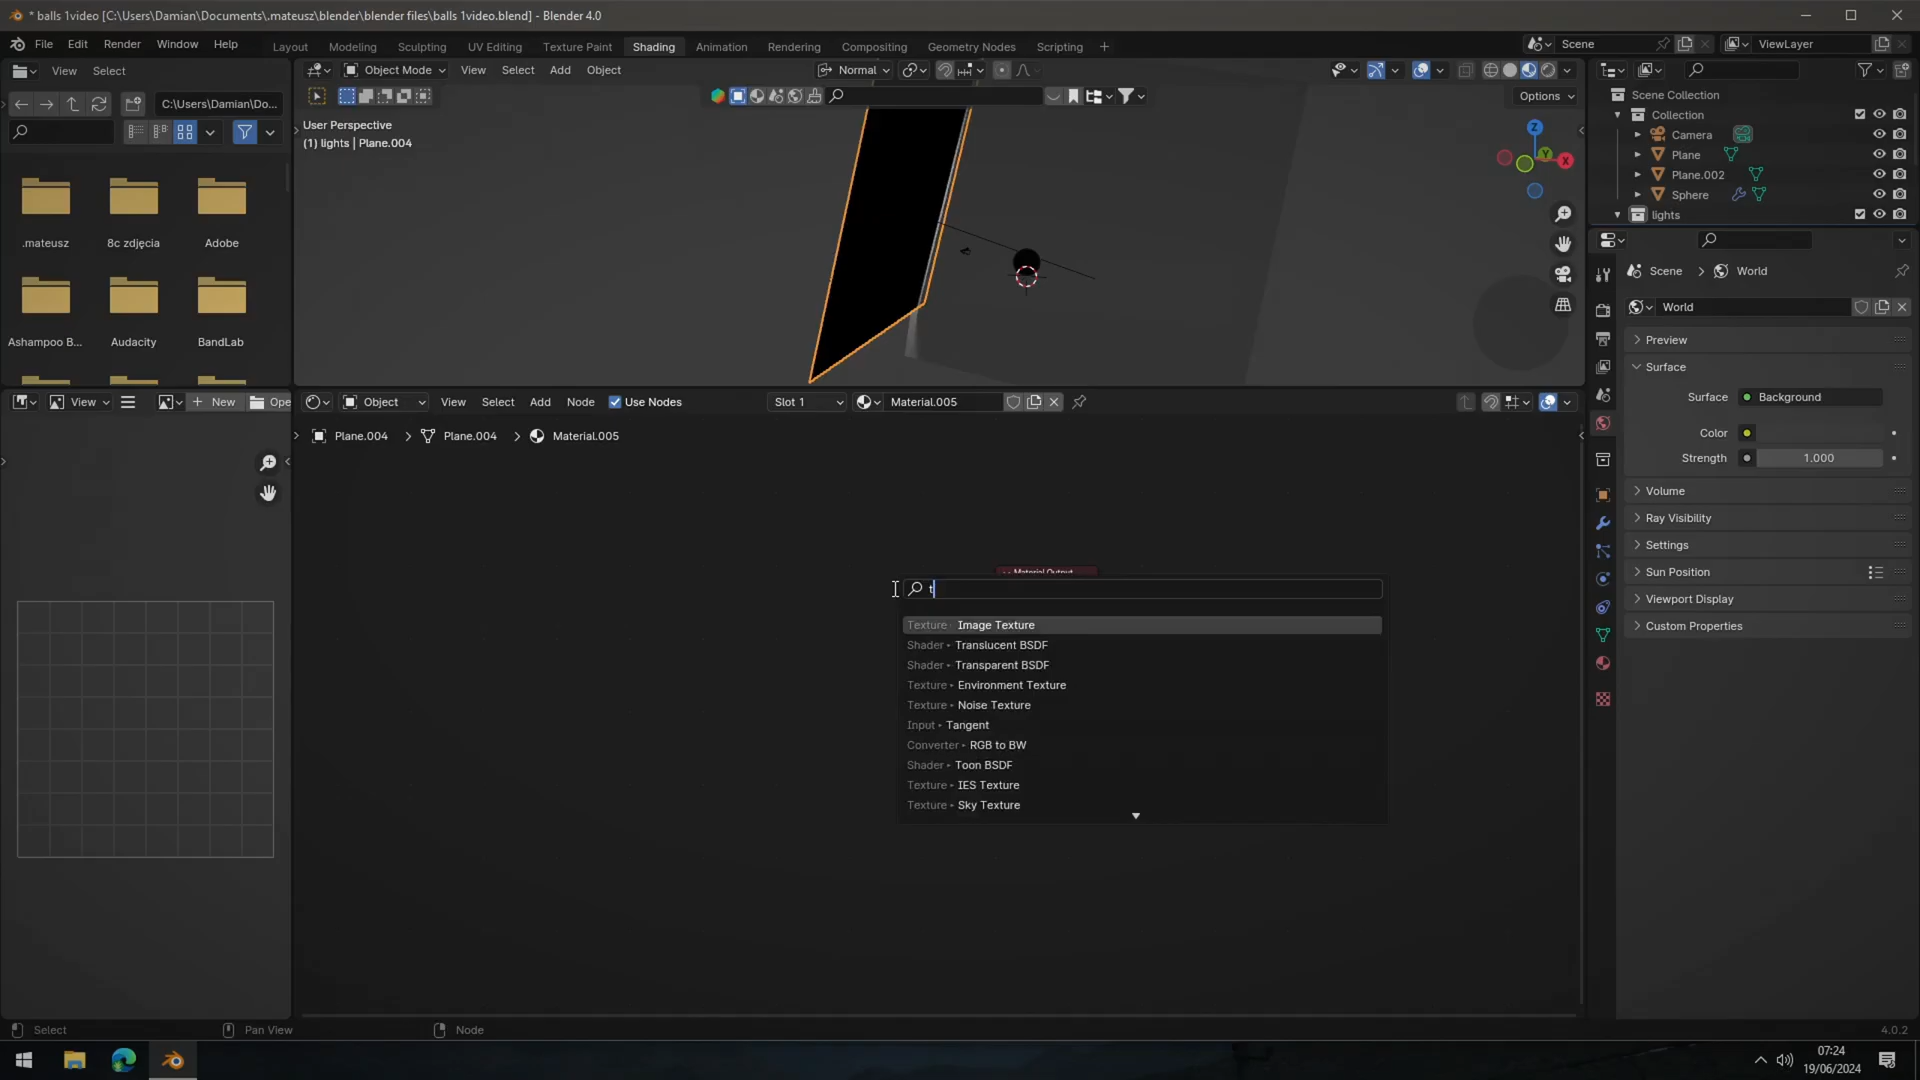 * balls 1video [C:\Users\Damian\Documents\.mateusz\blender\blender files\balls 1video.blend] - Blender 4.0
File Edit Render Window Help
Layout Modeling Sculpting UV Editing Texture Paint Shading Animation Rendering Compositing Geometry Nodes Scripting +
Scene
ViewLayer
View Select
Object Mode View Select Add Object
Normal
C:\Users\Damian\Do...
Options
User Perspective
(1) lights | Plane.004
Z
Y
X
.mateusz 8c zdjęcia Adobe
Ashampoo B... Audacity BandLab
Scene Collection
Collection
Camera
Plane
Plane.002
Sphere
lights
Scene > World
World
Preview
Surface
Surface Background
Color
Strength 1.000
Volume
Ray Visibility
Settings
Sun Position
Viewport Display
Custom Properties
View + New Ope
Object View Select Add Node Use Nodes Slot 1 Material.005
Plane.004 > Plane.004 > Material.005
Material Output
t
Texture Image Texture
Shader Translucent BSDF
Shader Transparent BSDF
Texture Environment Texture
Texture Noise Texture
Input Tangent
Converter RGB to BW
Shader Toon BSDF
Texture IES Texture
Texture Sky Texture
Select Pan View Node
4.0.2
07:24
19/06/2024